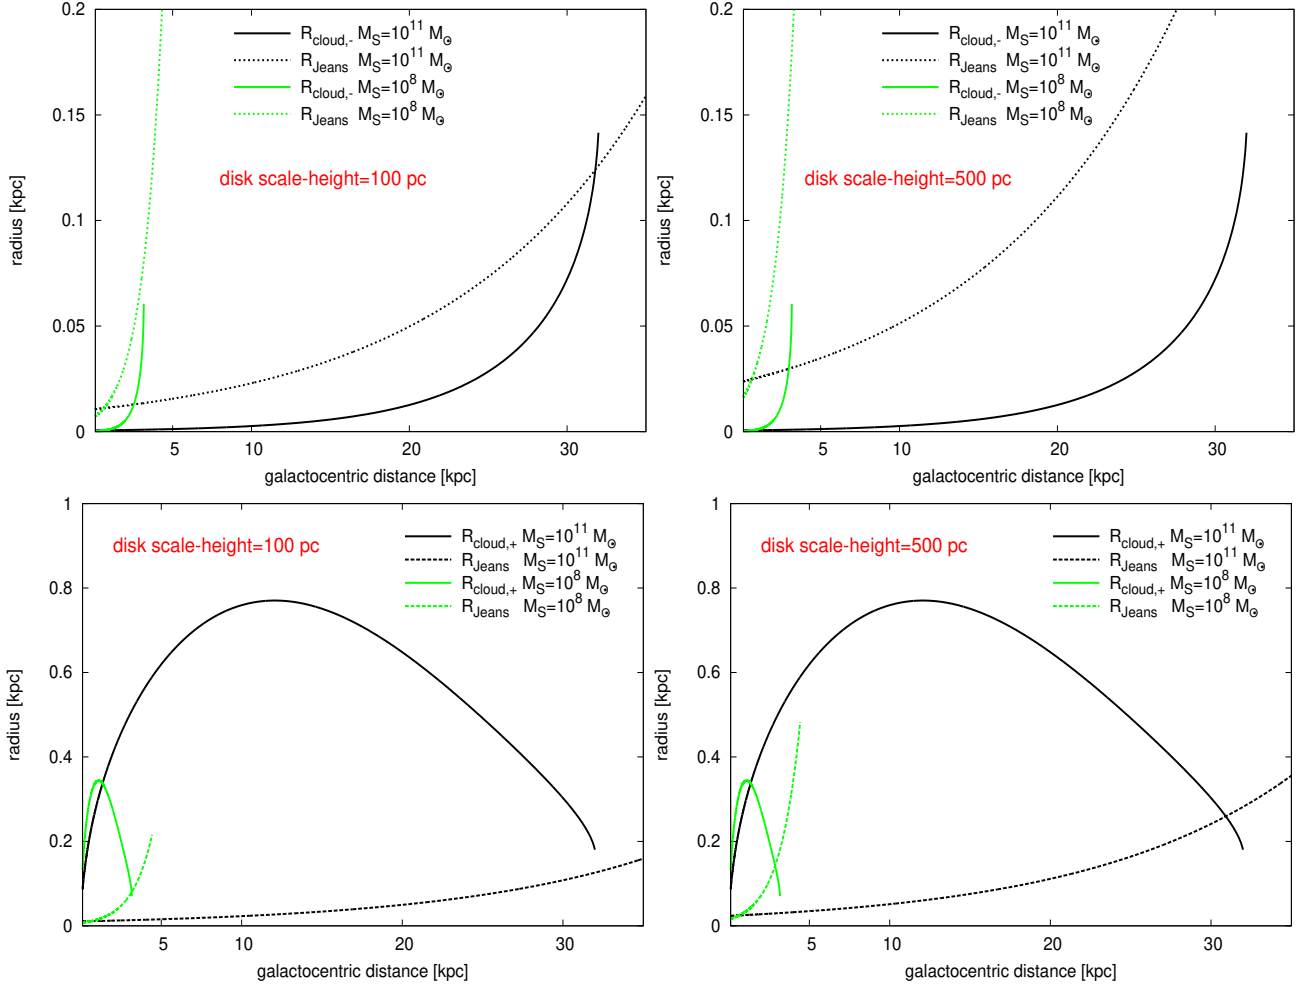 0.2
0.15
0.1
0.05
0
radius [kpc]
R_cloud,- M_S=10^11 M_⊙
R_Jeans M_S=10^11 M_⊙
R_cloud,- M_S=10^8 M_⊙
R_Jeans M_S=10^8 M_⊙
disk scale-height=100 pc
5 10 20 30
galactocentric distance [kpc]
0.2
0.15
0.1
0.05
0
radius [kpc]
R_cloud,- M_S=10^11 M_⊙
R_Jeans M_S=10^11 M_⊙
R_cloud,- M_S=10^8 M_⊙
R_Jeans M_S=10^8 M_⊙
disk scale-height=500 pc
5 10 20 30
galactocentric distance [kpc]
1
0.8
0.6
0.4
0.2
0
radius [kpc]
disk scale-height=100 pc
R_cloud,+ M_S=10^11 M_⊙
R_Jeans M_S=10^11 M_⊙
R_cloud,+ M_S=10^8 M_⊙
R_Jeans M_S=10^8 M_⊙
5 10 20 30
galactocentric distance [kpc]
1
0.8
0.6
0.4
0.2
0
radius [kpc]
disk scale-height=500 pc
R_cloud,+ M_S=10^11 M_⊙
R_Jeans M_S=10^11 M_⊙
R_cloud,+ M_S=10^8 M_⊙
R_Jeans M_S=10^8 M_⊙
5 10 20 30
galactocentric distance [kpc]